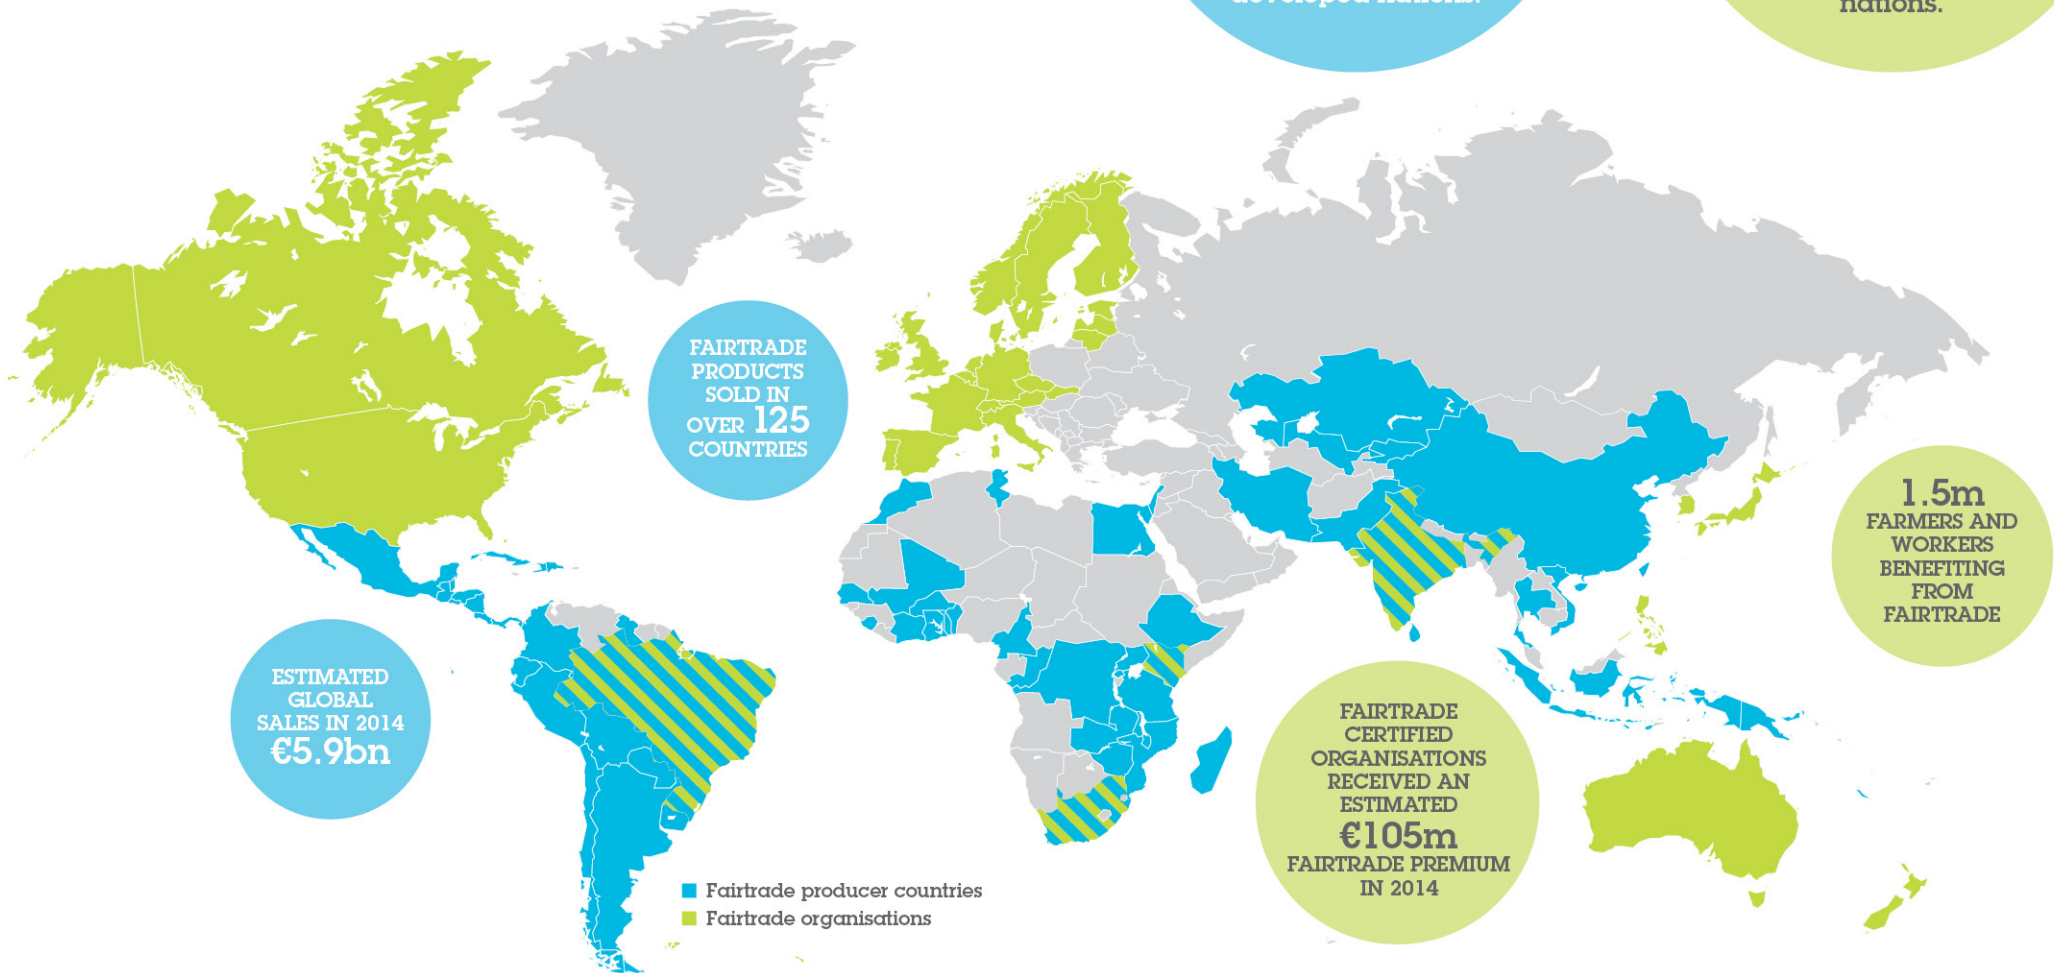 developed nations.
nations.
FAIRTRADE
PRODUCTS
SOLD IN
OVER 125
COUNTRIES
1.5m
FARMERS AND
WORKERS
BENEFITING
FROM
FAIRTRADE
ESTIMATED
GLOBAL
SALES IN 2014
€5.9bn
FAIRTRADE
CERTIFIED
ORGANISATIONS
RECEIVED AN
ESTIMATED
€105m
FAIRTRADE PREMIUM
IN 2014
Fairtrade producer countries
Fairtrade organisations